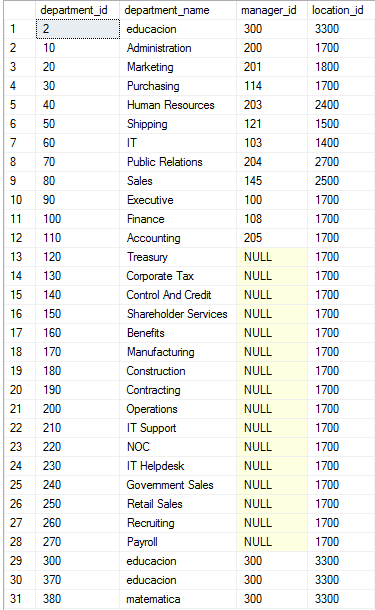 department_id department_name manager_id location_id
1 2 educacion 300 3300
2 10 Administration 200 1700
3 20 Marketing 201 1800
4 30 Purchasing 114 1700
5 40 Human Resources 203 2400
6 50 Shipping 121 1500
7 60 IT 103 1400
8 70 Public Relations 204 2700
9 80 Sales 145 2500
10 90 Executive 100 1700
11 100 Finance 108 1700
12 110 Accounting 205 1700
13 120 Treasury NULL 1700
14 130 Corporate Tax NULL 1700
15 140 Control And Credit NULL 1700
16 150 Shareholder Services NULL 1700
17 160 Benefits NULL 1700
18 170 Manufacturing NULL 1700
19 180 Construction NULL 1700
20 190 Contracting NULL 1700
21 200 Operations NULL 1700
22 210 IT Support NULL 1700
23 220 NOC NULL 1700
24 230 IT Helpdesk NULL 1700
25 240 Government Sales NULL 1700
26 250 Retail Sales NULL 1700
27 260 Recruiting NULL 1700
28 270 Payroll NULL 1700
29 300 educacion 300 3300
30 370 educacion 300 3300
31 380 matematica 300 3300